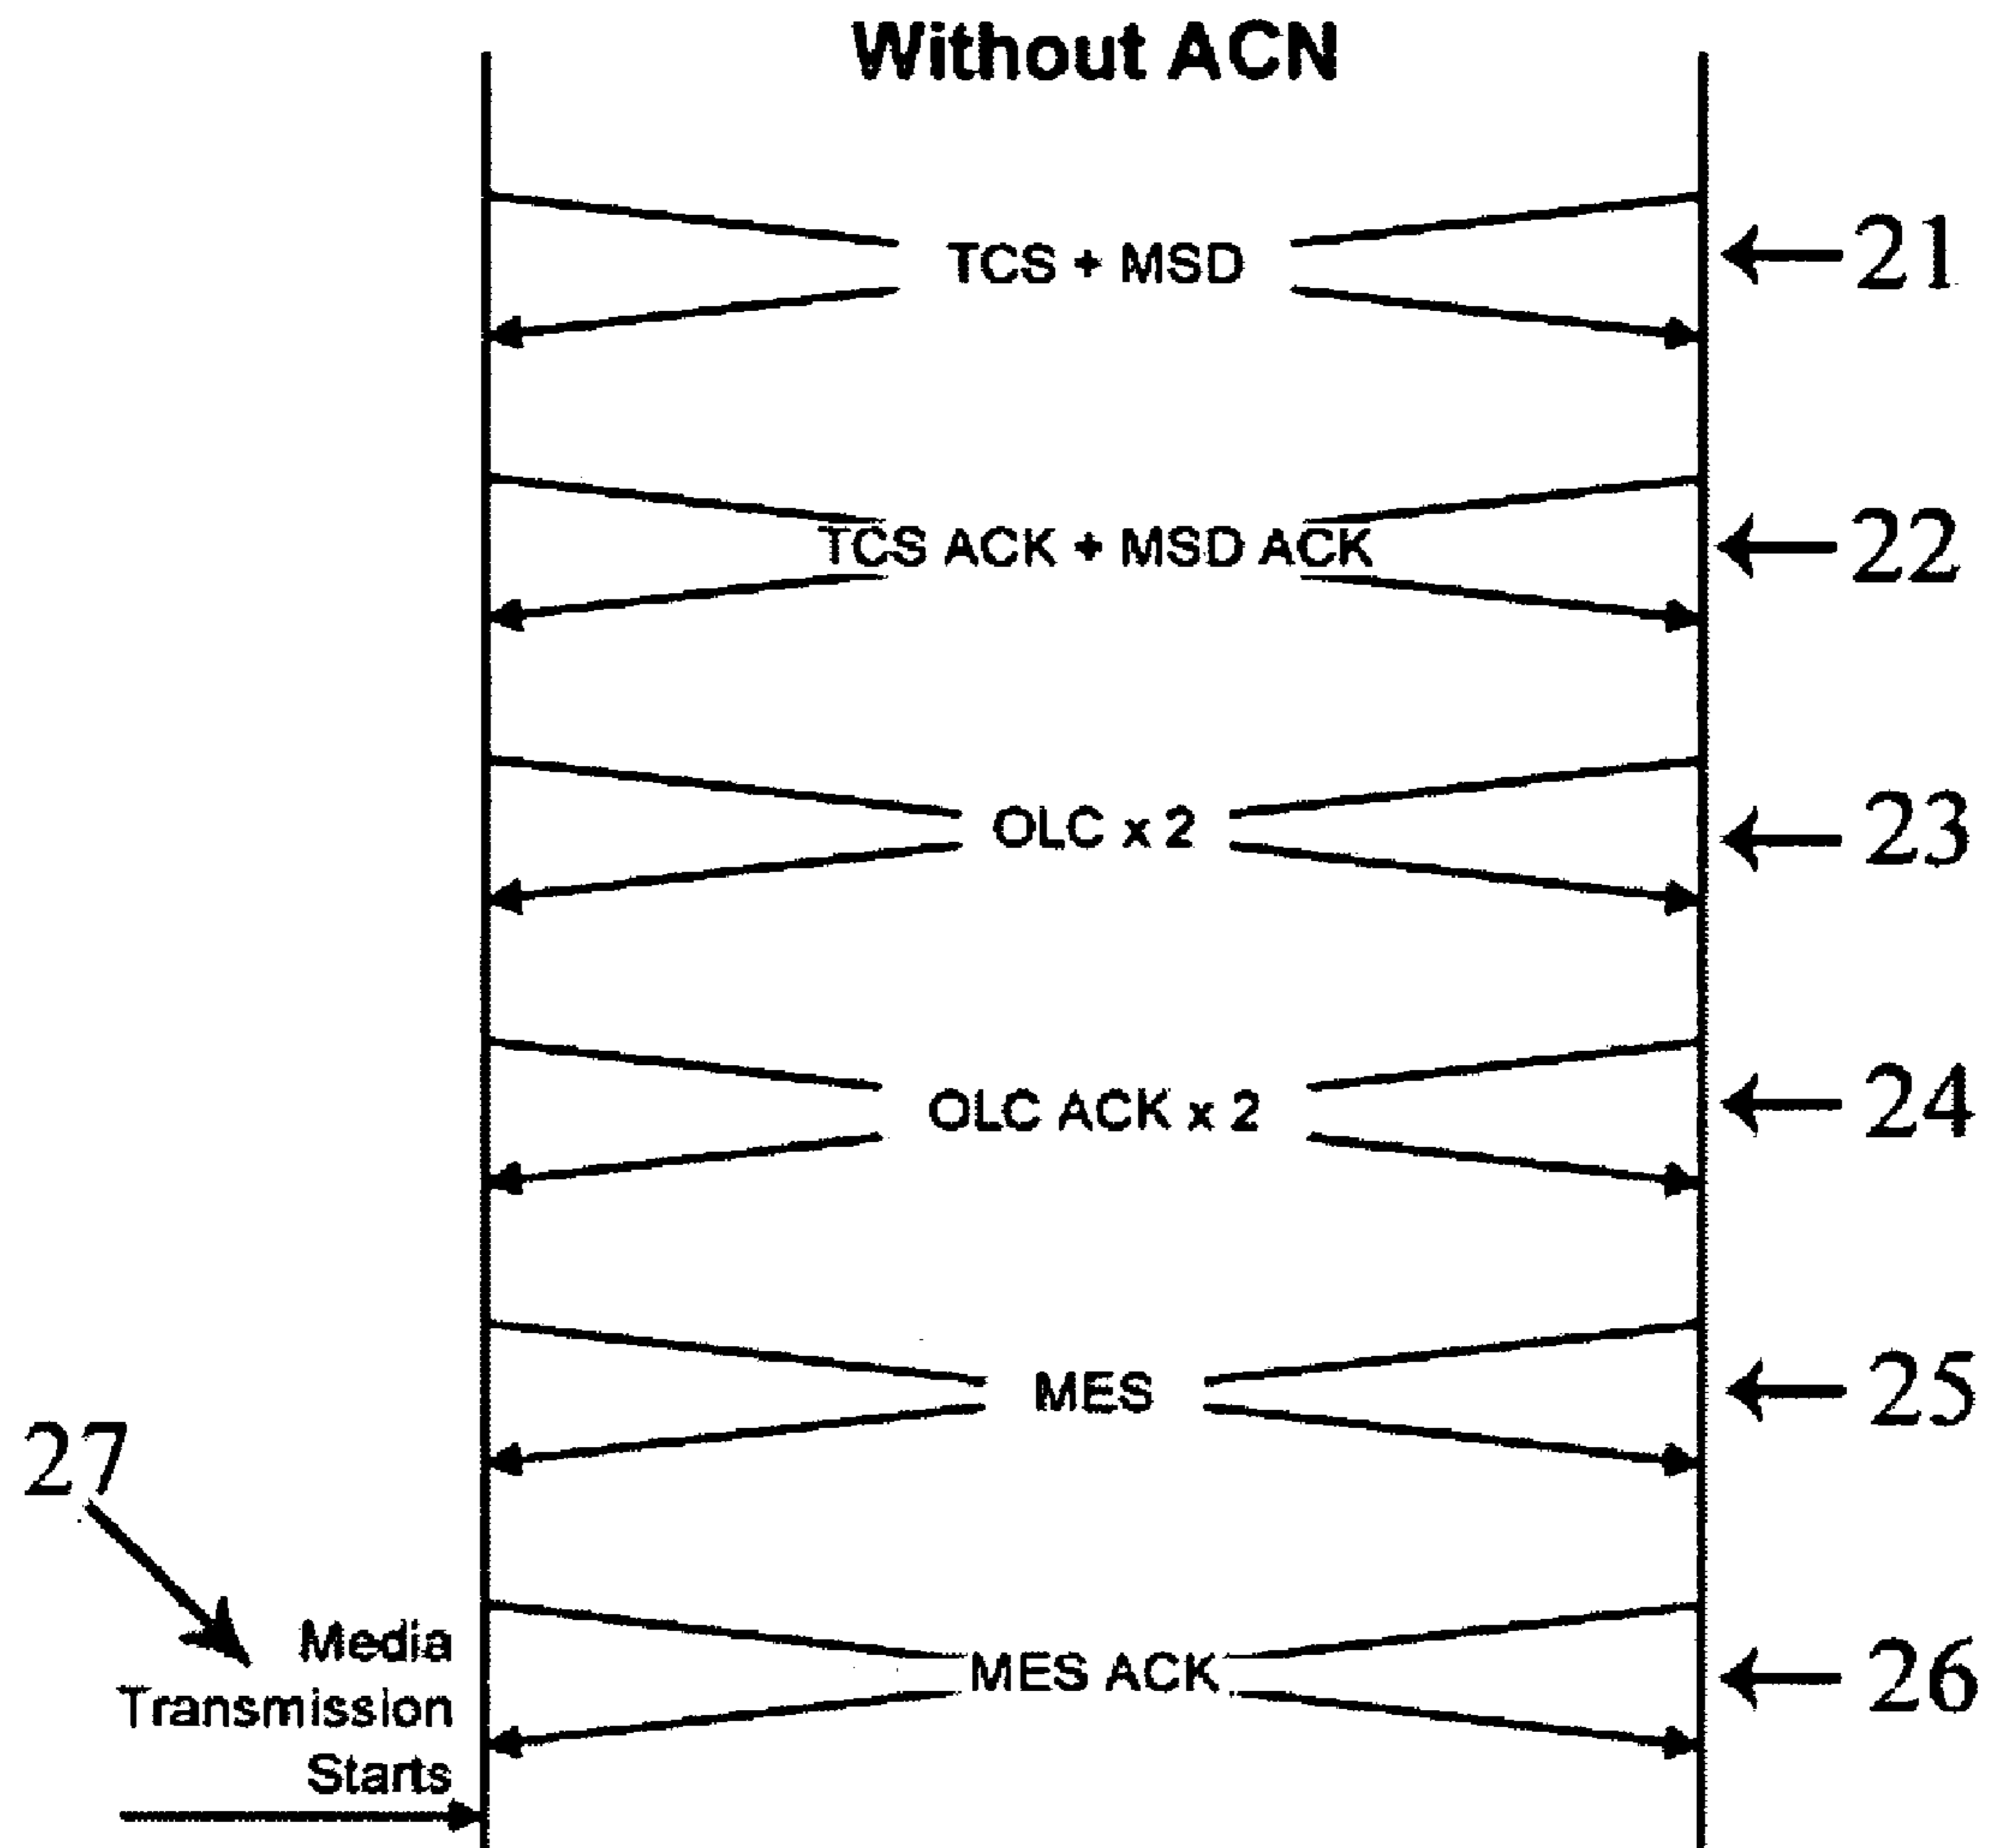 Without ACN
TCS + MSD
21
TCS ACK + MSD ACK
22
OLC x 2
23
OLC ACK x 2
24
MES
25
27
MES ACK
26
Media
Transmission
Starts